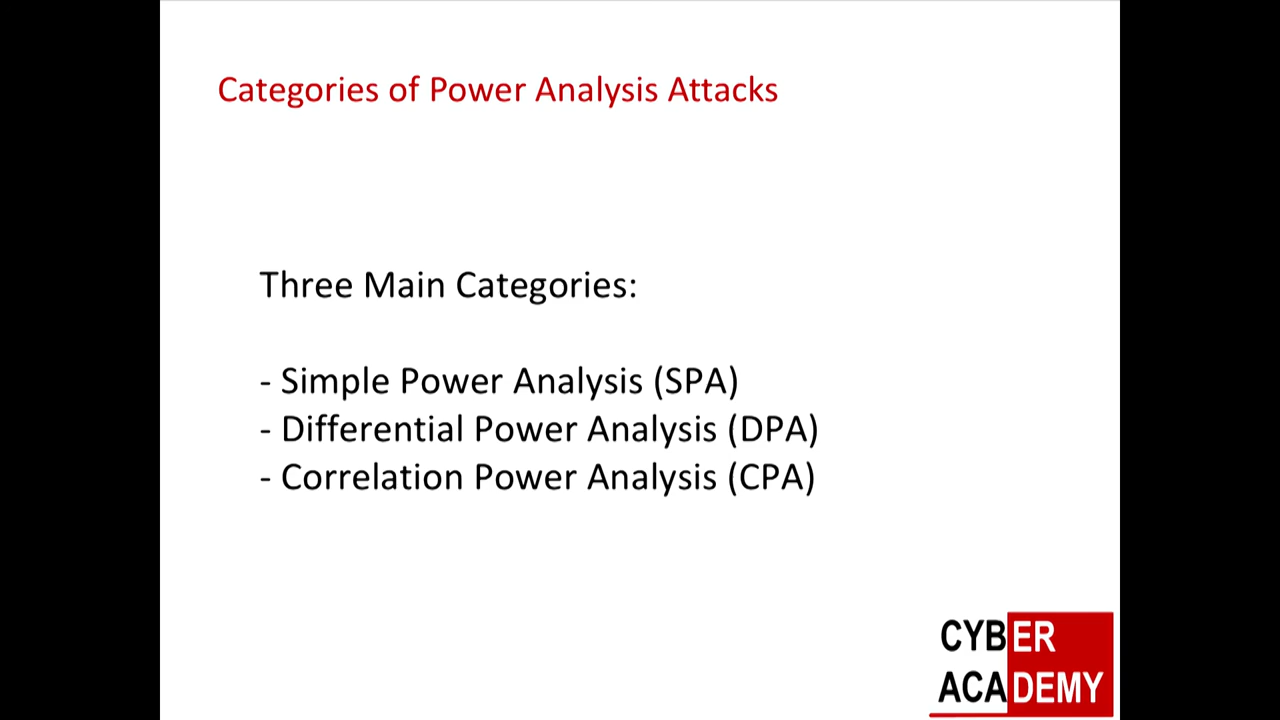 Categories of Power Analysis Attacks
Three Main Categories:
- Simple Power Analysis (SPA)
- Differential Power Analysis (DPA)
- Correlation Power Analysis (CPA)
CYBER
ACADEMY